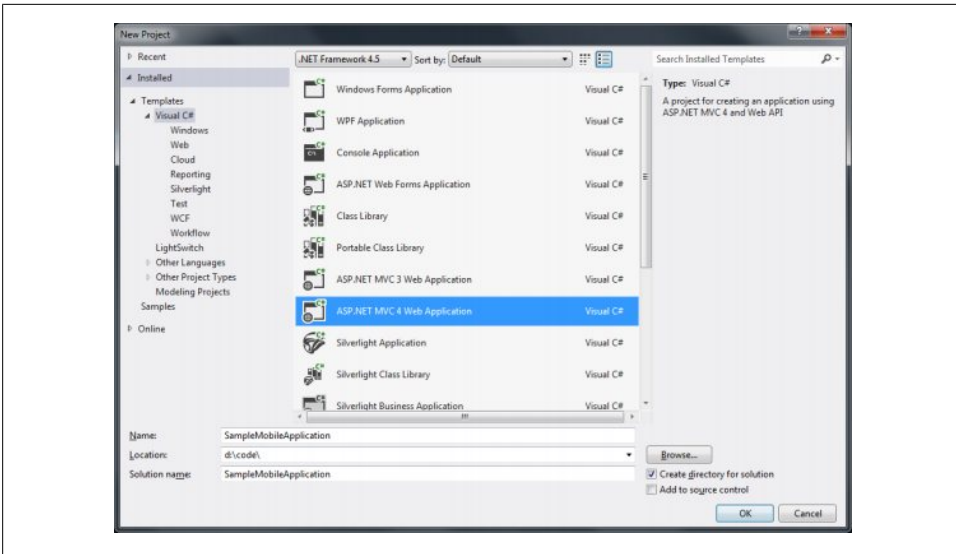 New Project
Recent
.NET Framework 4.5 Sort by: Default
Search Installed Templates
Installed
Templates
Visual C#
Windows
Web
Cloud
Reporting
Silverlight
Test
WCF
Workflow
LightSwitch
Other Languages
Other Project Types
Modeling Projects
Samples
Online
Windows Forms Application Visual C#
WPF Application Visual C#
Console Application Visual C#
ASP.NET Web Forms Application Visual C#
Class Library Visual C#
Portable Class Library Visual C#
ASP.NET MVC 3 Web Application Visual C#
ASP.NET MVC 4 Web Application Visual C#
Silverlight Application Visual C#
Silverlight Class Library Visual C#
Silverlight Business Application Visual C#
Type: Visual C#
A project for creating an application using
ASP.NET MVC 4 and Web API
Name: SampleMobileApplication
Location: d:\code\
Browse...
Solution name: SampleMobileApplication
Create directory for solution
Add to source control
OK Cancel